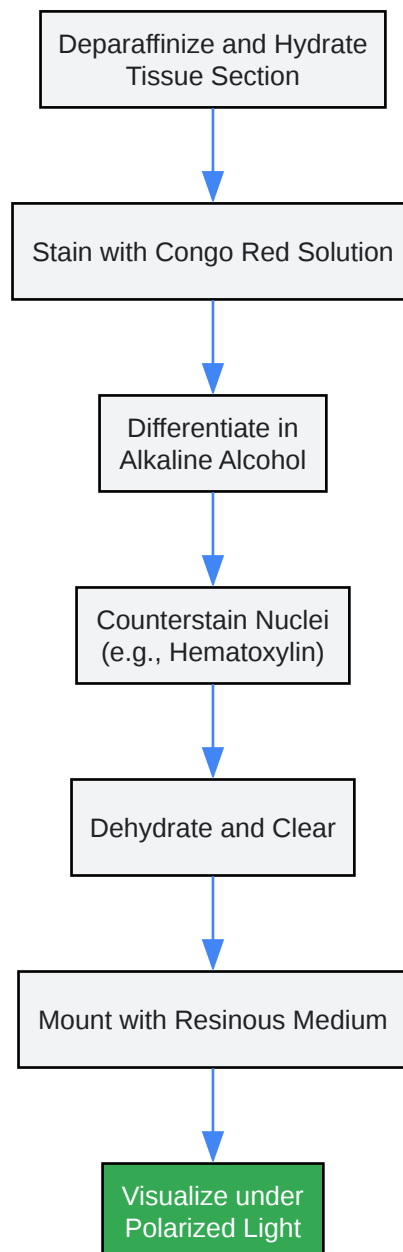 Deparaffinize and Hydrate
Tissue Section
Stain with Congo Red Solution
Differentiate in
Alkaline Alcohol
Counterstain Nuclei
(e.g., Hematoxylin)
Dehydrate and Clear
Mount with Resinous Medium
Visualize under
Polarized Light